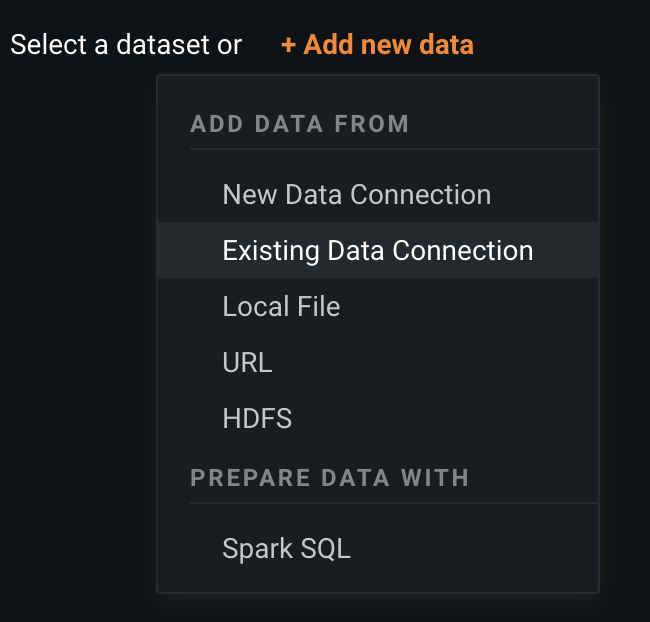 Select a dataset or + Add new data
ADD DATA FROM
New Data Connection
Existing Data Connection
Local File
URL
HDFS
PREPARE DATA WITH
Spark SQL